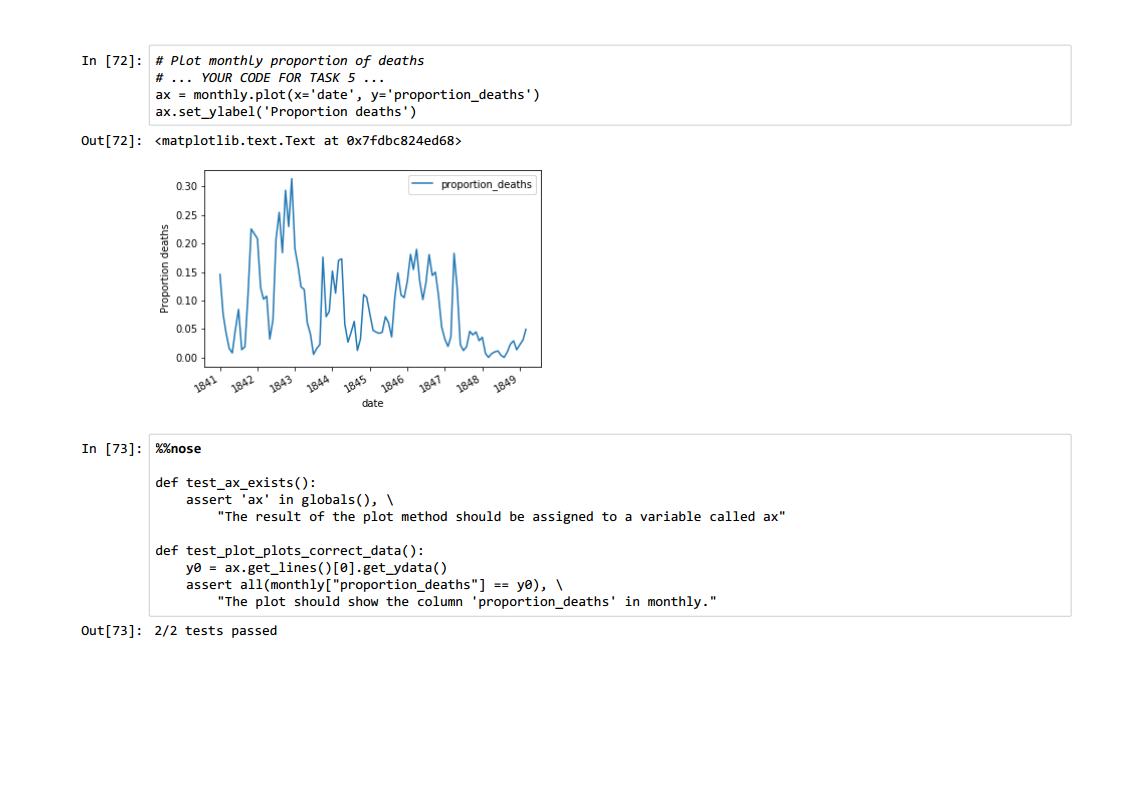 In [72]: # Plot monthly proportion of deaths
# ... YOUR CODE FOR TASK 5 ...
ax = monthly.plot(x='date', y='proportion_deaths')
ax.set_ylabel('Proportion deaths')
Out[72]: <matplotlib.text.Text at 0x7fdbc824ed68>
proportion_deaths
0.30
0.25
0.20
0.15
0.10
0.05
0.00
Proportion deaths
1841 1842 1843 1844 1845 1846 1847 1848 1849
date
In [73]: %%nose
def test_ax_exists():
    assert 'ax' in globals(), \
        "The result of the plot method should be assigned to a variable called ax"
def test_plot_plots_correct_data():
    y0 = ax.get_lines()[0].get_ydata()
    assert all(monthly["proportion_deaths"] == y0), \
        "The plot should show the column 'proportion_deaths' in monthly."
Out[73]: 2/2 tests passed